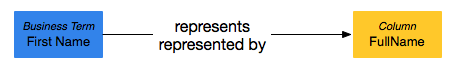 Business Term
First Name
represents
represented by
Column
FullName